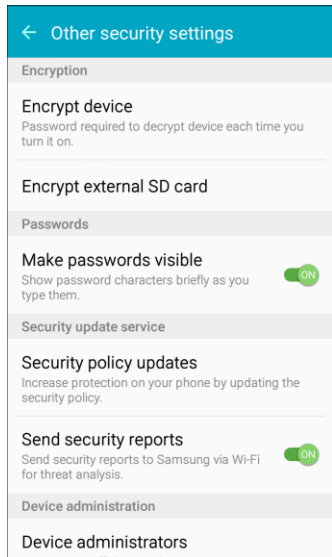 Other security settings
Encryption
Encrypt device
Password required to decrypt device each time you
turn it on.
Encrypt external SD card
Passwords
Make passwords visible
Show password characters briefly as you
type them.
ON
Security update service
Security policy updates
Increase protection on your phone by updating the
security policy.
Send security reports
Send security reports to Samsung via Wi-Fi
for threat analysis.
ON
Device administration
Device administrators